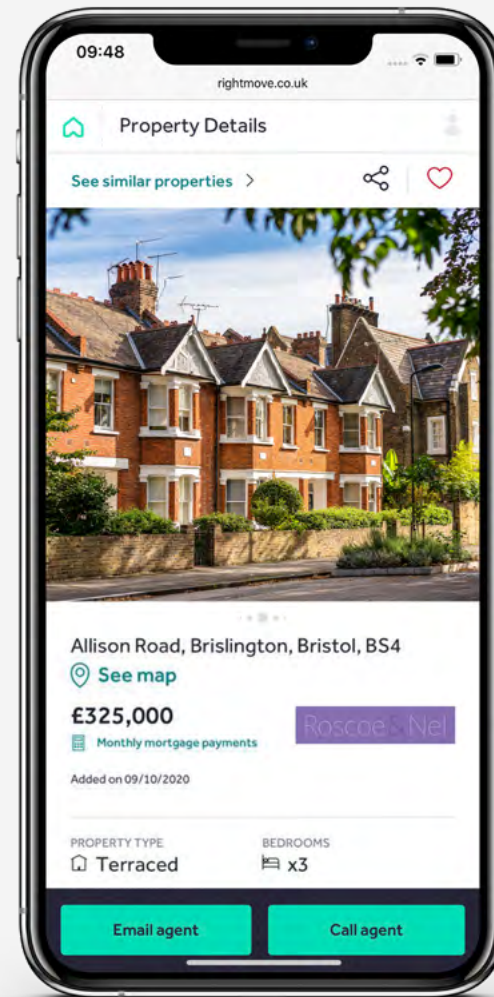 09:48
rightmove.co.uk
Property Details
See similar properties >
Allison Road, Brislington, Bristol, BS4
See map
£325,000
Roscoe & Nel
Monthly mortgage payments
Added on 09/10/2020
PROPERTY TYPE BEDROOMS
Terraced x3
Email agent Call agent